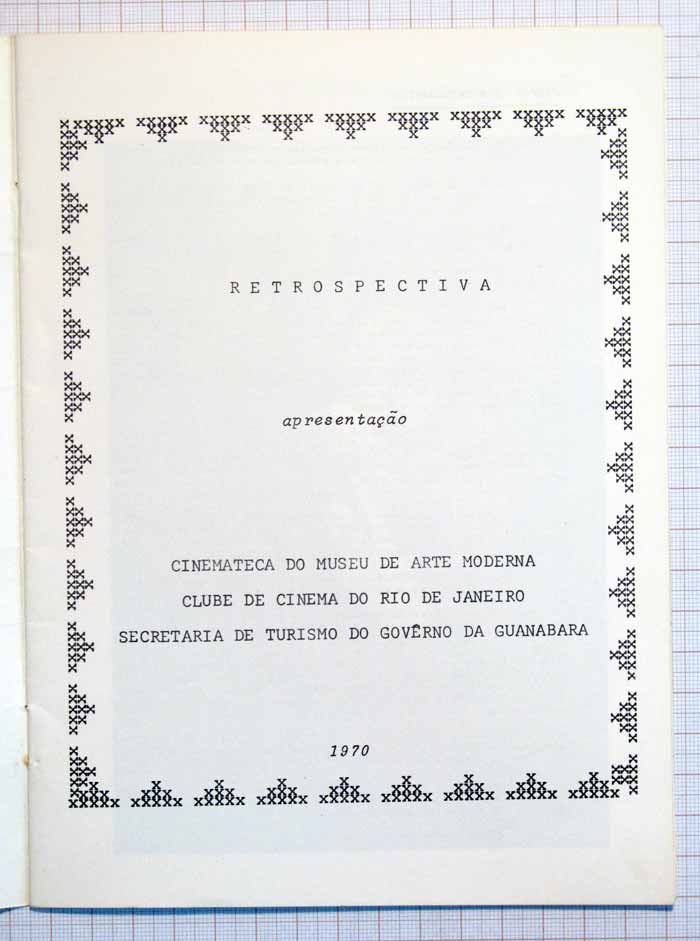 RETROSPECTIVA
apresentação
CINEMATECA DO MUSEU DE ARTE MODERNA
CLUBE DE CINEMA DO RIO DE JANEIRO
SECRETARIA DE TURISMO DO GOVÊRNO DA GUANABARA
1970